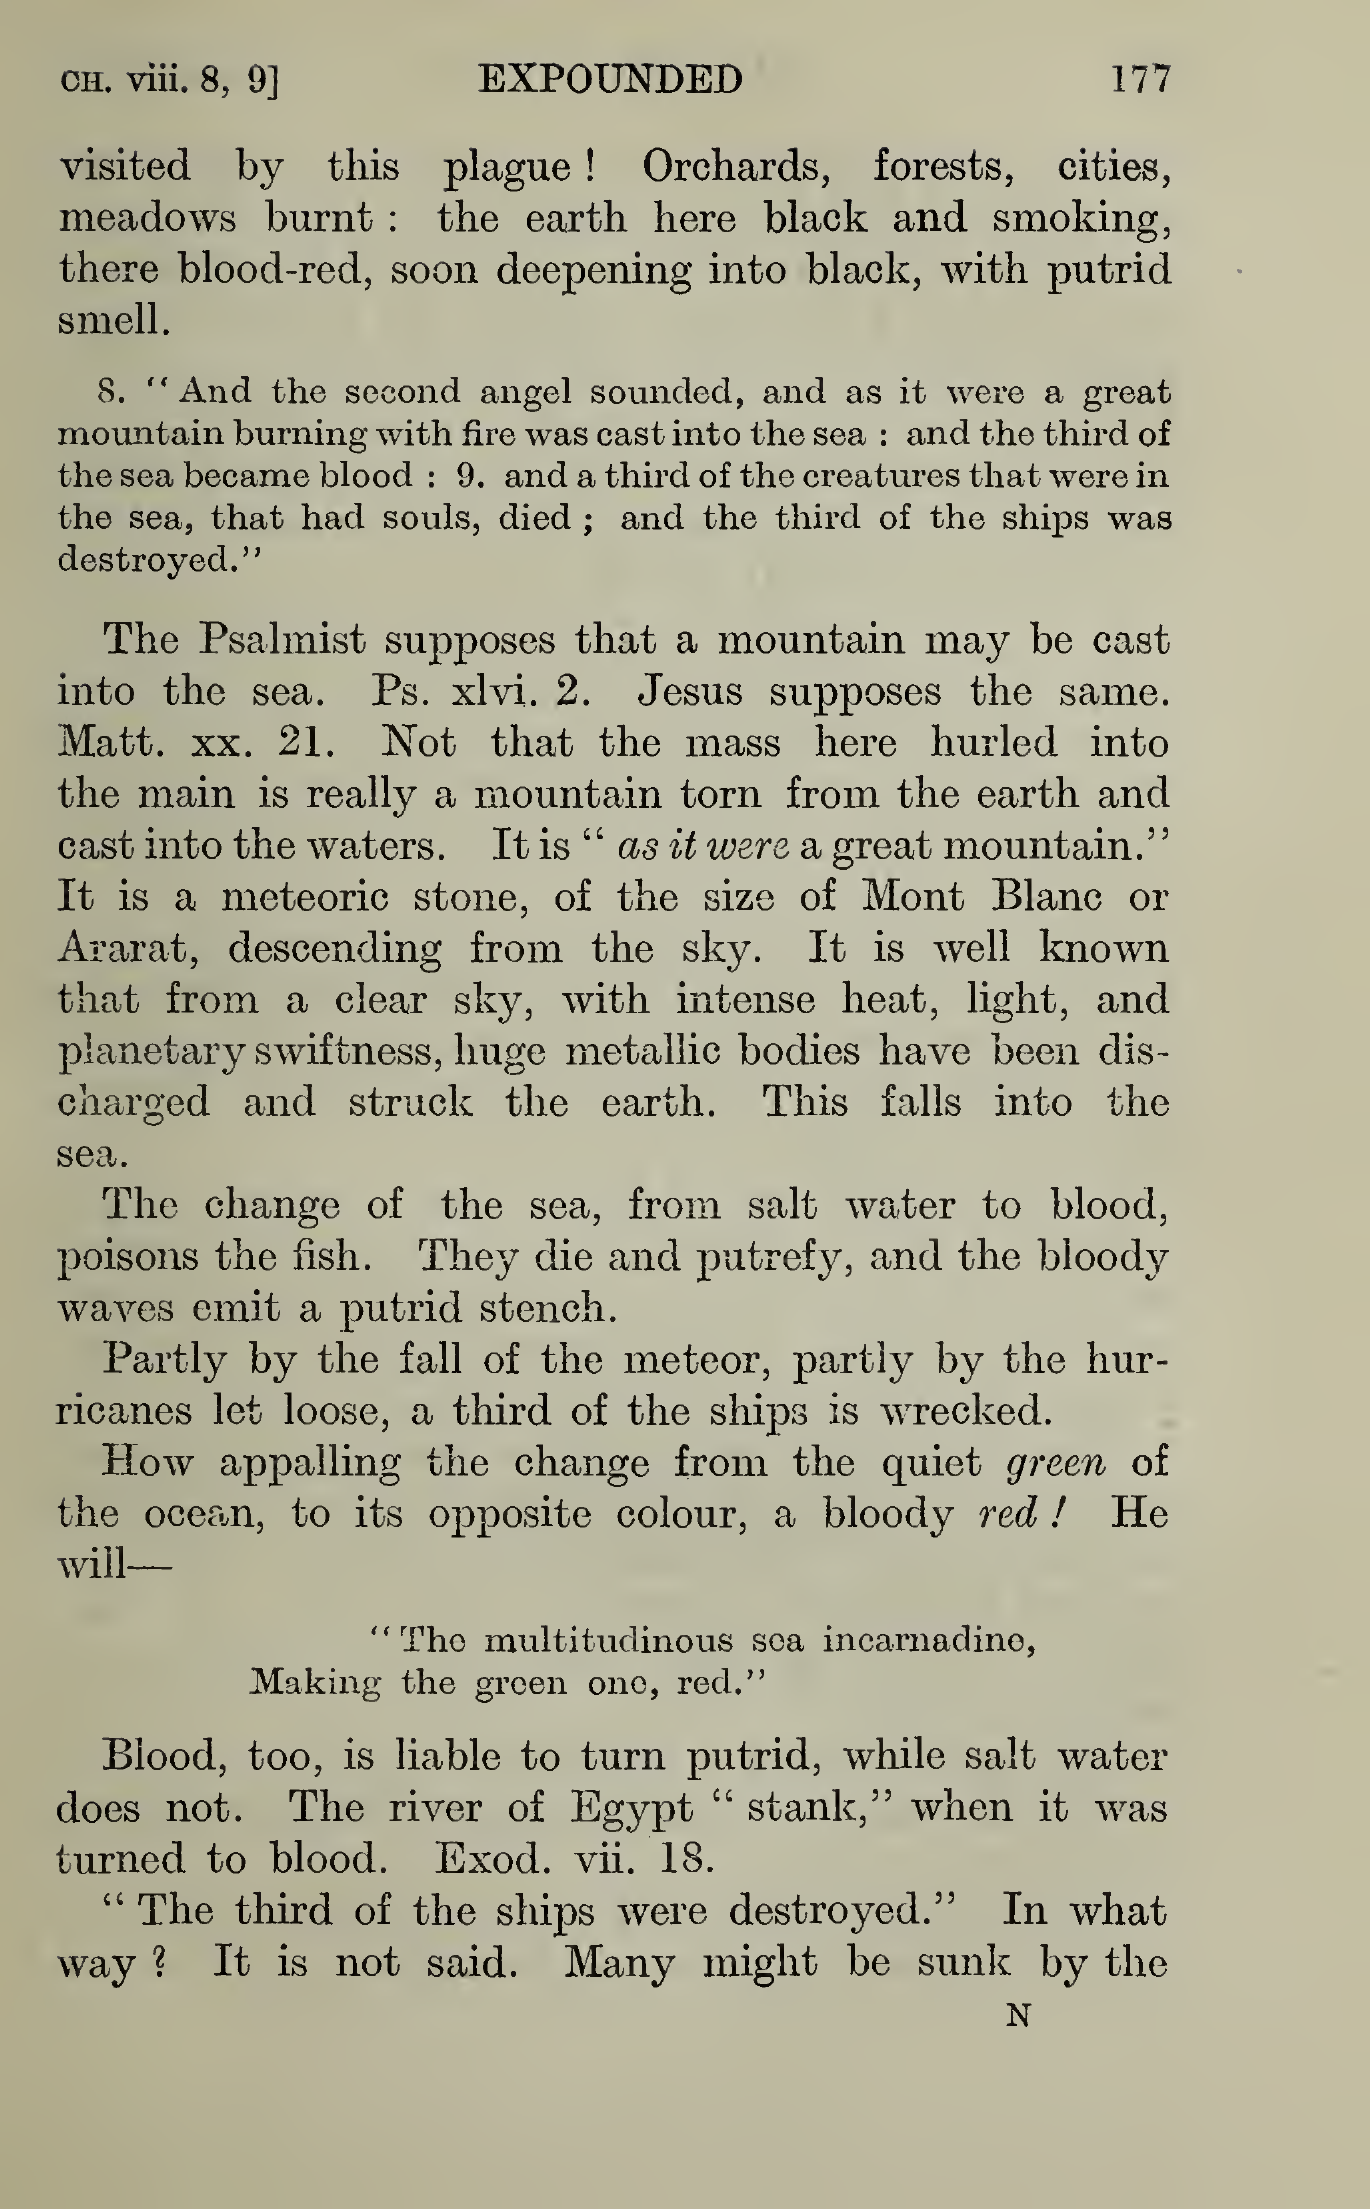 CH. viii. 8, 9] EXPOUNDED 177
visited by this plague ! Orchards, forests, cities,
meadows burnt : the earth here black and smoking,
there blood-red, soon deepening into black, with putrid
smell.
8. “ And the second angel sounded, and as it were a great
mountain burning with fire was cast into the sea : and the third of
the sea became blood : 9. and a third of the creatures that were in
the sea, that had souls, died ; and the third of the ships was
destroyed.”
The Psalmist supposes that a mountain may be cast
into the sea. Ps. xlvi. 2. Jesus supposes the same.
Matt. xx. 21. Not that the mass here hurled into
the main is really a mountain torn from the earth and
cast into the waters. It is “ as it were a great mountain.”
It is a meteoric stone, of the size of Mont Blanc or
Ararat, descending from the sky. It is well known
that from a clear sky, with intense heat, light, and
planetary swiftness, huge metallic bodies have been dis-
charged and struck the earth. This falls into the
sea.
The change of the sea, from salt water to blood,
poisons the fish. They die and putrefy, and the bloody
waves emit a putrid stench.
Partly by the fall of the meteor, partly by the hur-
ricanes let loose, a third of the ships is wrecked.
How appalling the change from the quiet green of
the ocean, to its opposite colour, a bloody red ! He
will—
“ The multitudinous sea incarnadine,
Making the green one, red.”
Blood, too, is liable to turn putrid, while salt water
does not. The river of Egypt “ stank,” when it was
turned to blood. Exod. vii. 18.
“ The third of the ships were destroyed.” In what
way ? It is not said. Many might be sunk by the
N